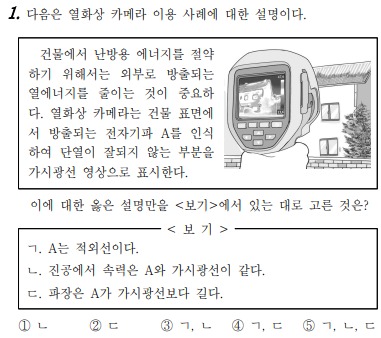 1. 다음은 열화상 카메라 이용 사례에 대한 설명이다.
건물에서 난방용 에너지를 절약
하기 위해서는 외부로 방출되는
열에너지를 줄이는 것이 중요하
다. 열화상 카메라는 건물 표면에
서 방출되는 전자기파 A를 인식
하여 단열이 잘되지 않는 부분을
가시광선 영상으로 표시한다.
이에 대한 옳은 설명만을 <보기>에서 있는 대로 고른 것은?
< 보 기 >
ㄱ. A는 적외선이다.
ㄴ. 진공에서 속력은 A와 가시광선이 같다.
ㄷ. 파장은 A가 가시광선보다 길다.
① ㄴ ② ㄷ ③ ㄱ, ㄴ ④ ㄱ, ㄷ ⑤ ㄱ, ㄴ, ㄷ